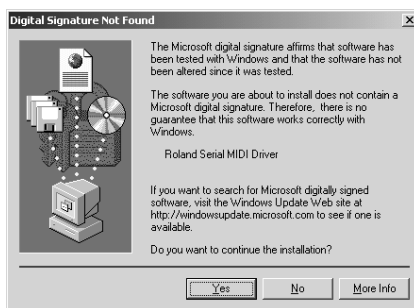 Digital Signature Not Found
The Microsoft digital signature affirms that software has
been tested with Windows and that the software has not
been altered since it was tested.
The software you are about to install does not contain a
Microsoft digital signature. Therefore, there is no
guarantee that this software works correctly with
Windows.
Roland Serial MIDI Driver
If you want to search for Microsoft digitally signed
software, visit the Windows Update Web site at
http://windowsupdate.microsoft.com to see if one is
available.
Do you want to continue the installation?
Yes No More Info